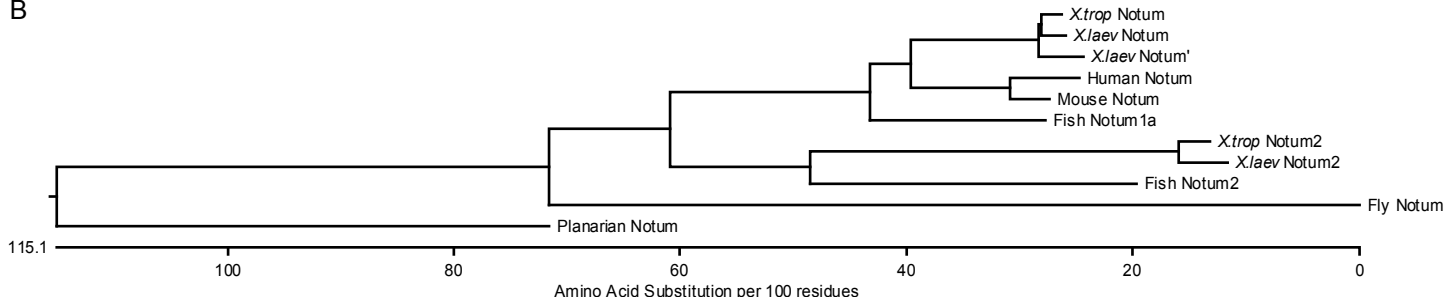 B
X.trop Notum
X.laev Notum
X.laev Notum'
Human Notum
Mouse Notum
Fish Notum1a
X.trop Notum2
X.laev Notum2
Fish Notum2
Fly Notum
Planarian Notum
115.1
100 80 60 40 20 0
Amino Acid Substitution per 100 residues